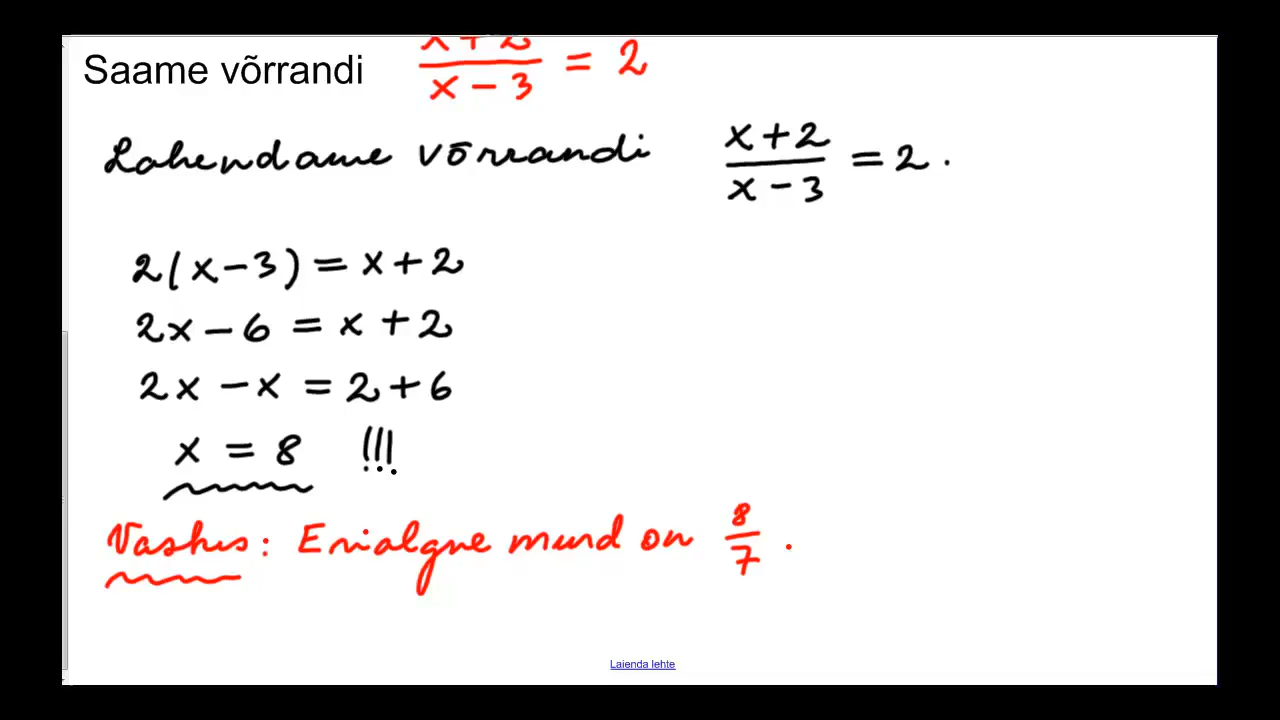 Saame võrrandi x+2/x-3 = 2
Lahendame võrrandi x+2/x-3 = 2.
2(x-3) = x+2
2x-6 = x+2
2x-x = 2+6
x = 8 !!!
Vastus: Erialgne murd on 8/7.
Laienda lehte